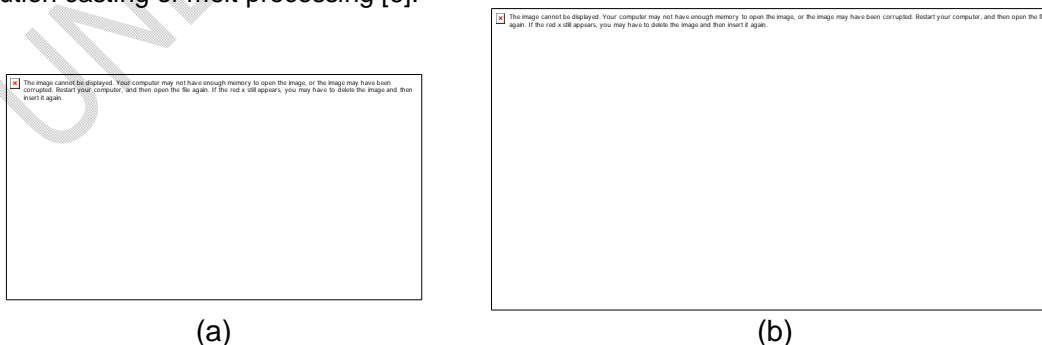 casting or melt processing [6].
The image cannot be displayed. Your computer may not have enough memory to open the image, or the image may have been
corrupted. Restart your computer, and then open the file again. If the red x still appears, you may have to delete the image and then
insert it again.
The image cannot be displayed. Your computer may not have enough memory to open the image, or the image may have been corrupted. Restart your computer, and then open the
again. If the red x still appears, you may have to delete the image and then insert it again.
(a)
(b)